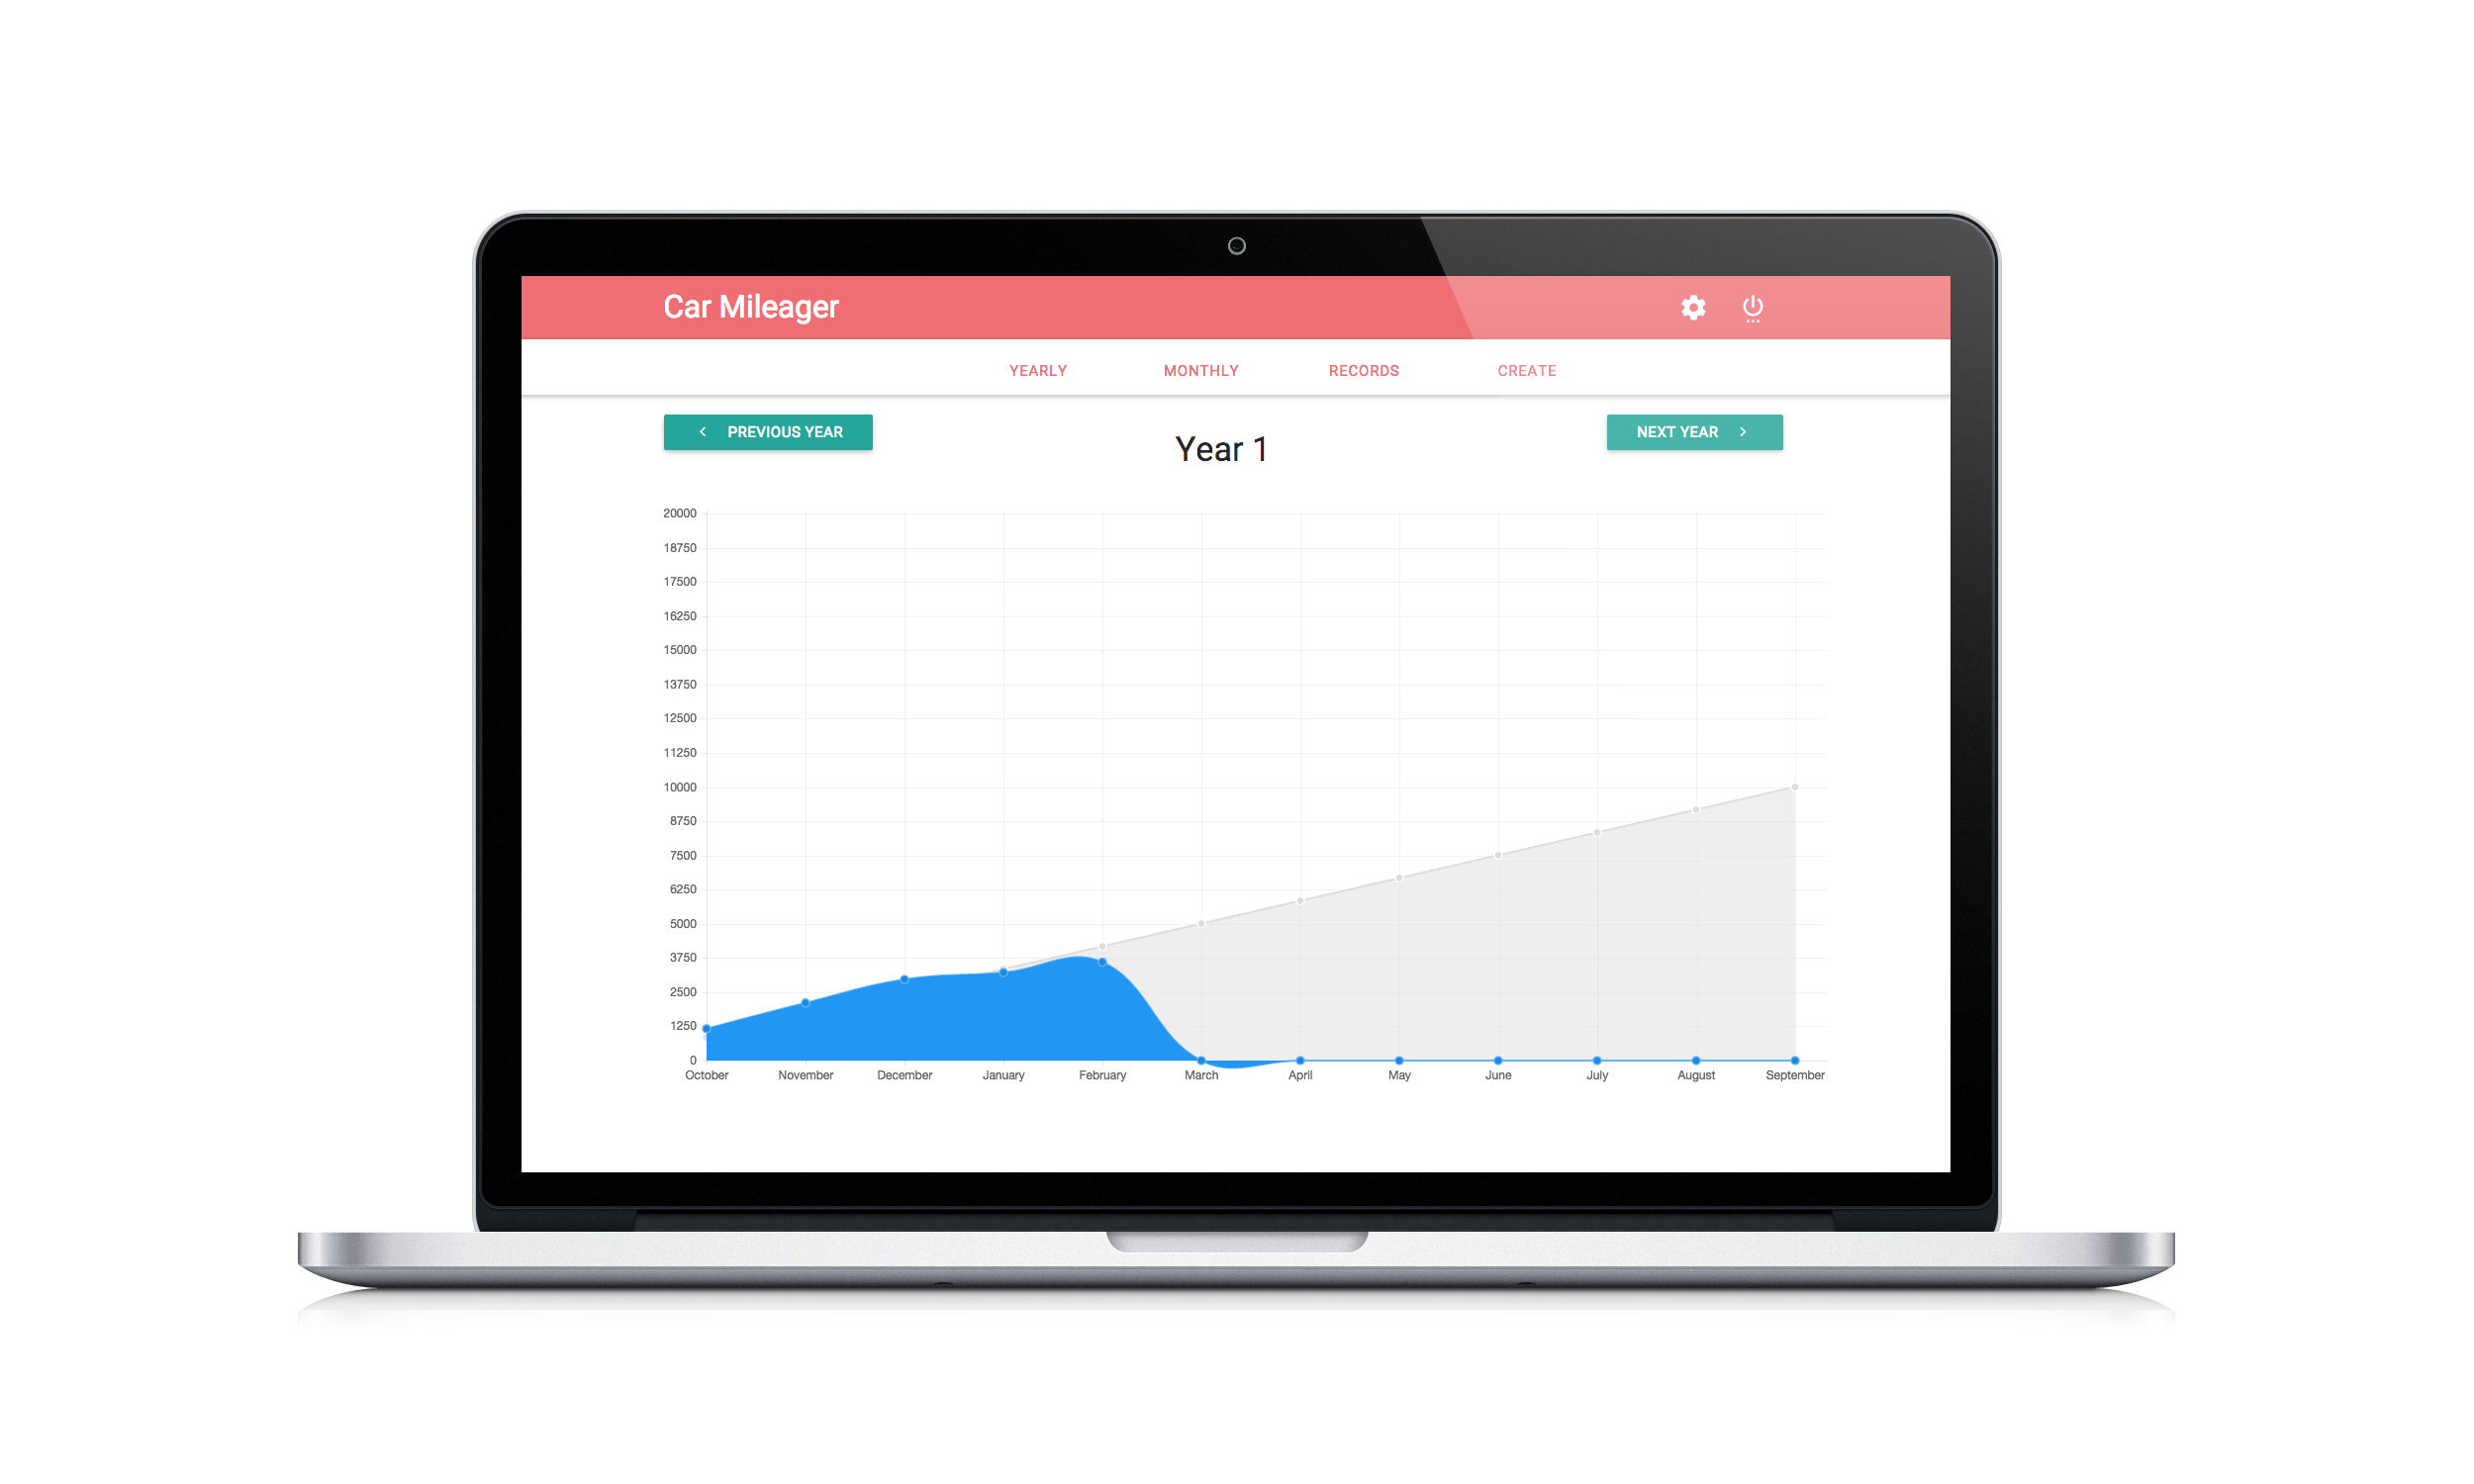 Car Mileager
YEARLY MONTHLY RECORDS CREATE
PREVIOUS YEAR
Year 1
NEXT YEAR
20000
18750
17500
16250
15000
13750
12500
11250
10000
8750
7500
6250
5000
3750
2500
1250
0
October November December January February March April May June July August September